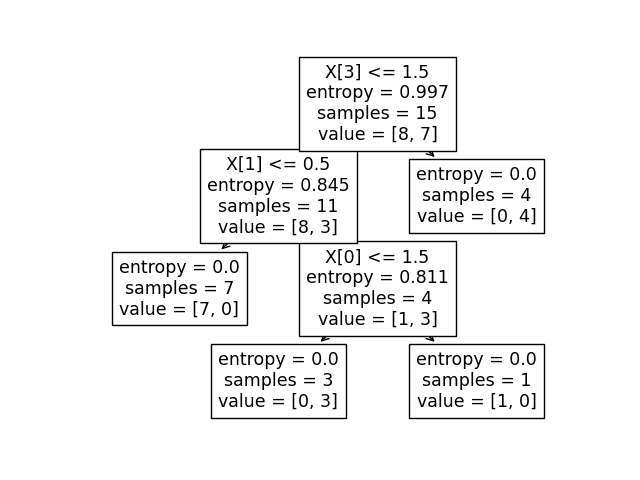 X[3] <= 1.5
entropy = 0.997
samples = 15
value = [8, 7]
X[1] <= 0.5
entropy = 0.845
samples = 11
value = [8, 3]
entropy = 0.0
samples = 4
value = [0, 4]
entropy = 0.0
samples = 7
value = [7, 0]
X[0] <= 1.5
entropy = 0.811
samples = 4
value = [1, 3]
entropy = 0.0
samples = 3
value = [0, 3]
entropy = 0.0
samples = 1
value = [1, 0]